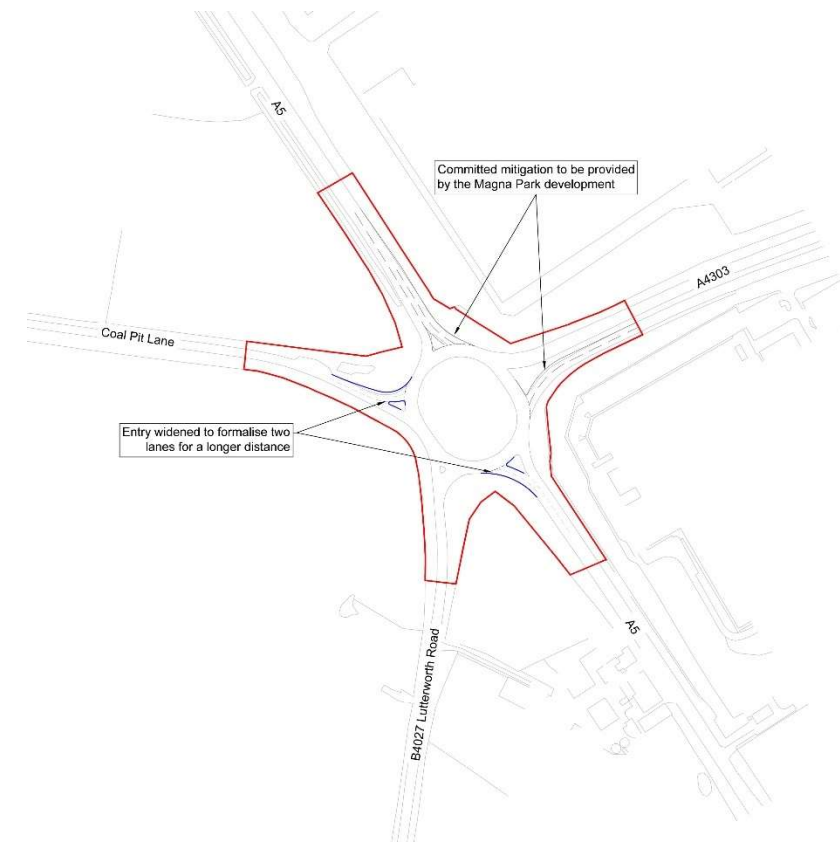 A5
Committed mitigation to be provided
by the Magna Park development
A4303
Coal Pit Lane
Entry widened to formalise two
lanes for a longer distance
A5
B4027 Lutterworth Road